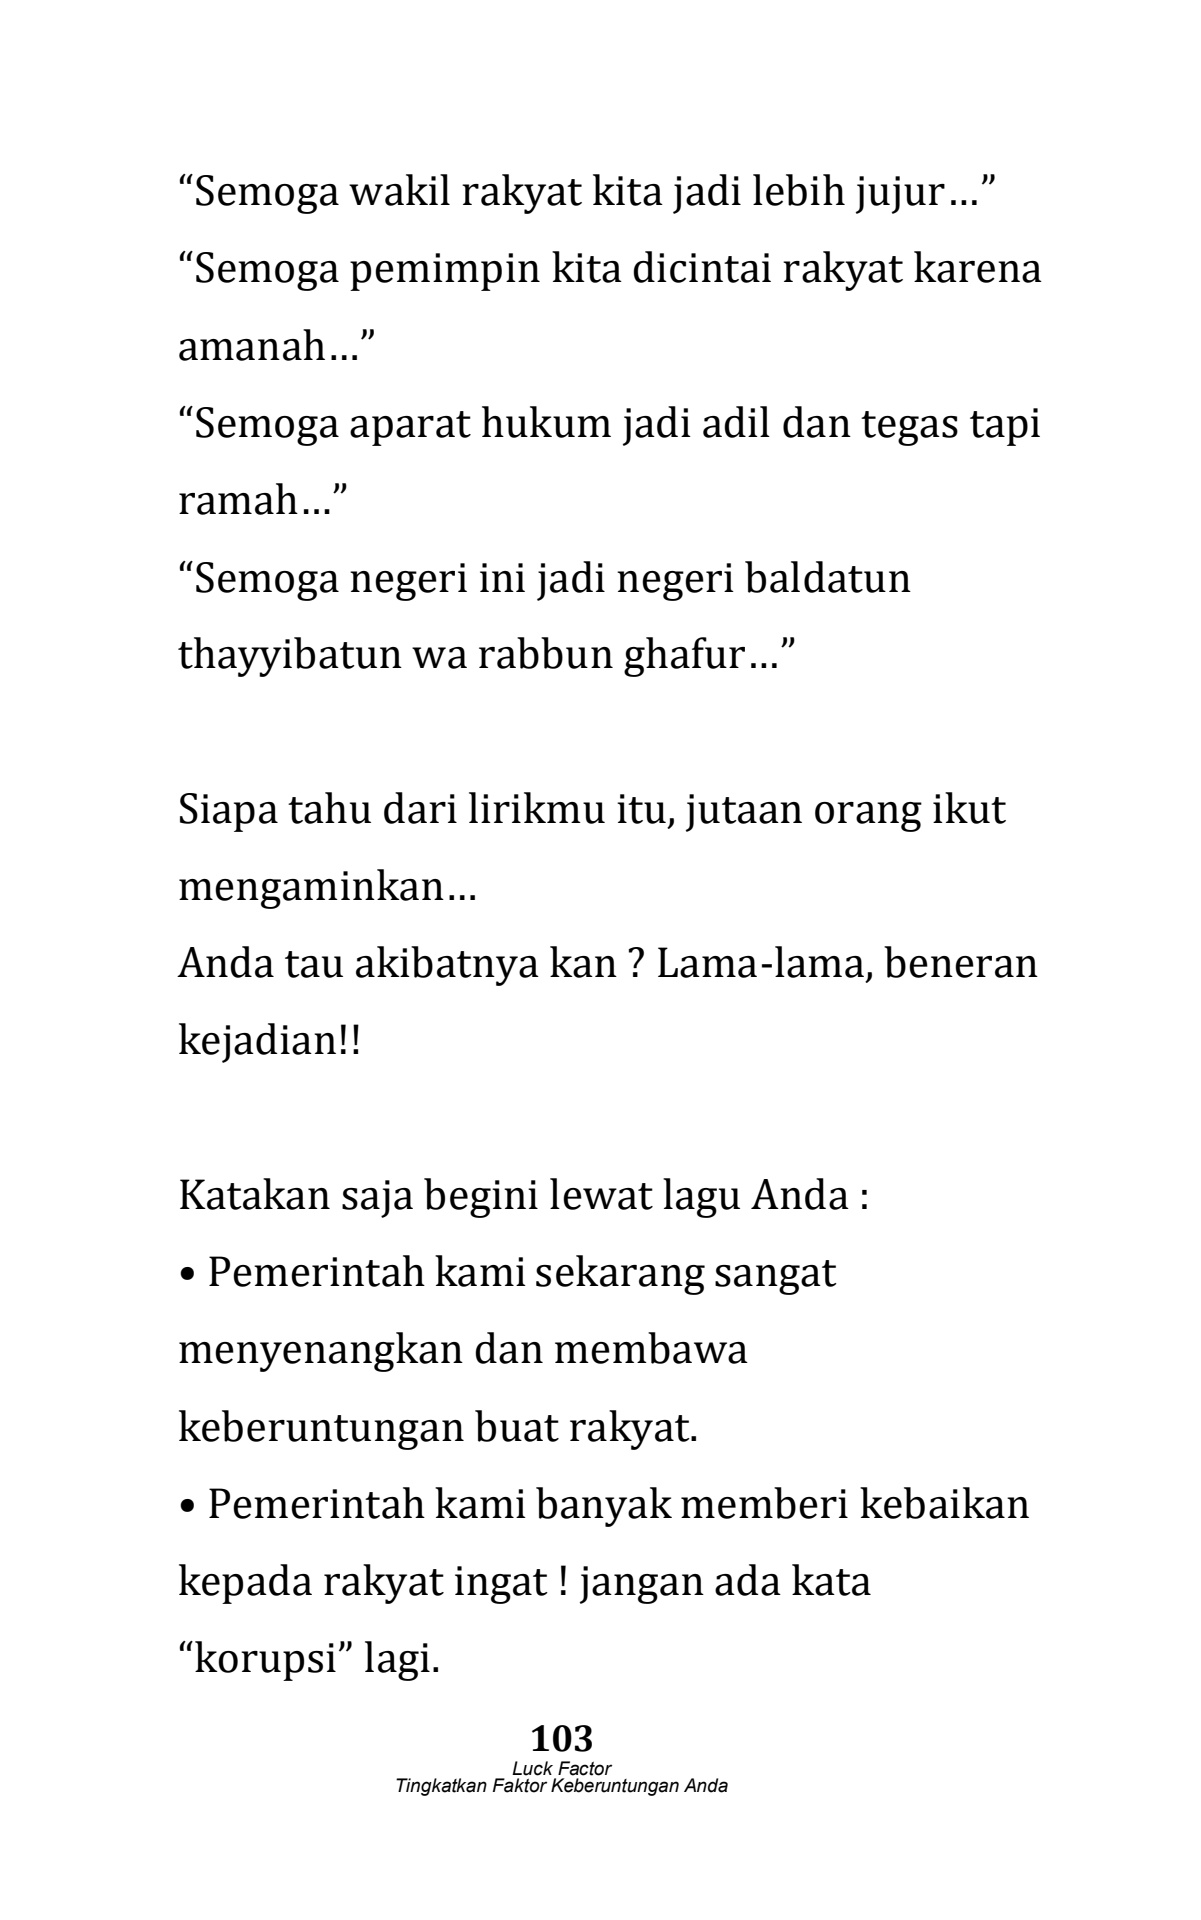 “Semoga wakil rakyat kita jadi lebih jujur…”
“Semoga pemimpin kita dicintai rakyat karena
amanah…”
“Semoga aparat hukum jadi adil dan tegas tapi
ramah…”
“Semoga negeri ini jadi negeri baldatun
thayyibatun wa rabbun ghafur…”
Siapa tahu dari lirikmu itu, jutaan orang ikut
mengaminkan…
Anda tau akibatnya kan ? Lama-lama, beneran
kejadian!!
Katakan saja begini lewat lagu Anda :
• Pemerintah kami sekarang sangat
menyenangkan dan membawa
keberuntungan buat rakyat.
• Pemerintah kami banyak memberi kebaikan
kepada rakyat ingat ! jangan ada kata
“korupsi” lagi.
103
Luck Factor
Tingkatkan Faktor Keberuntungan Anda